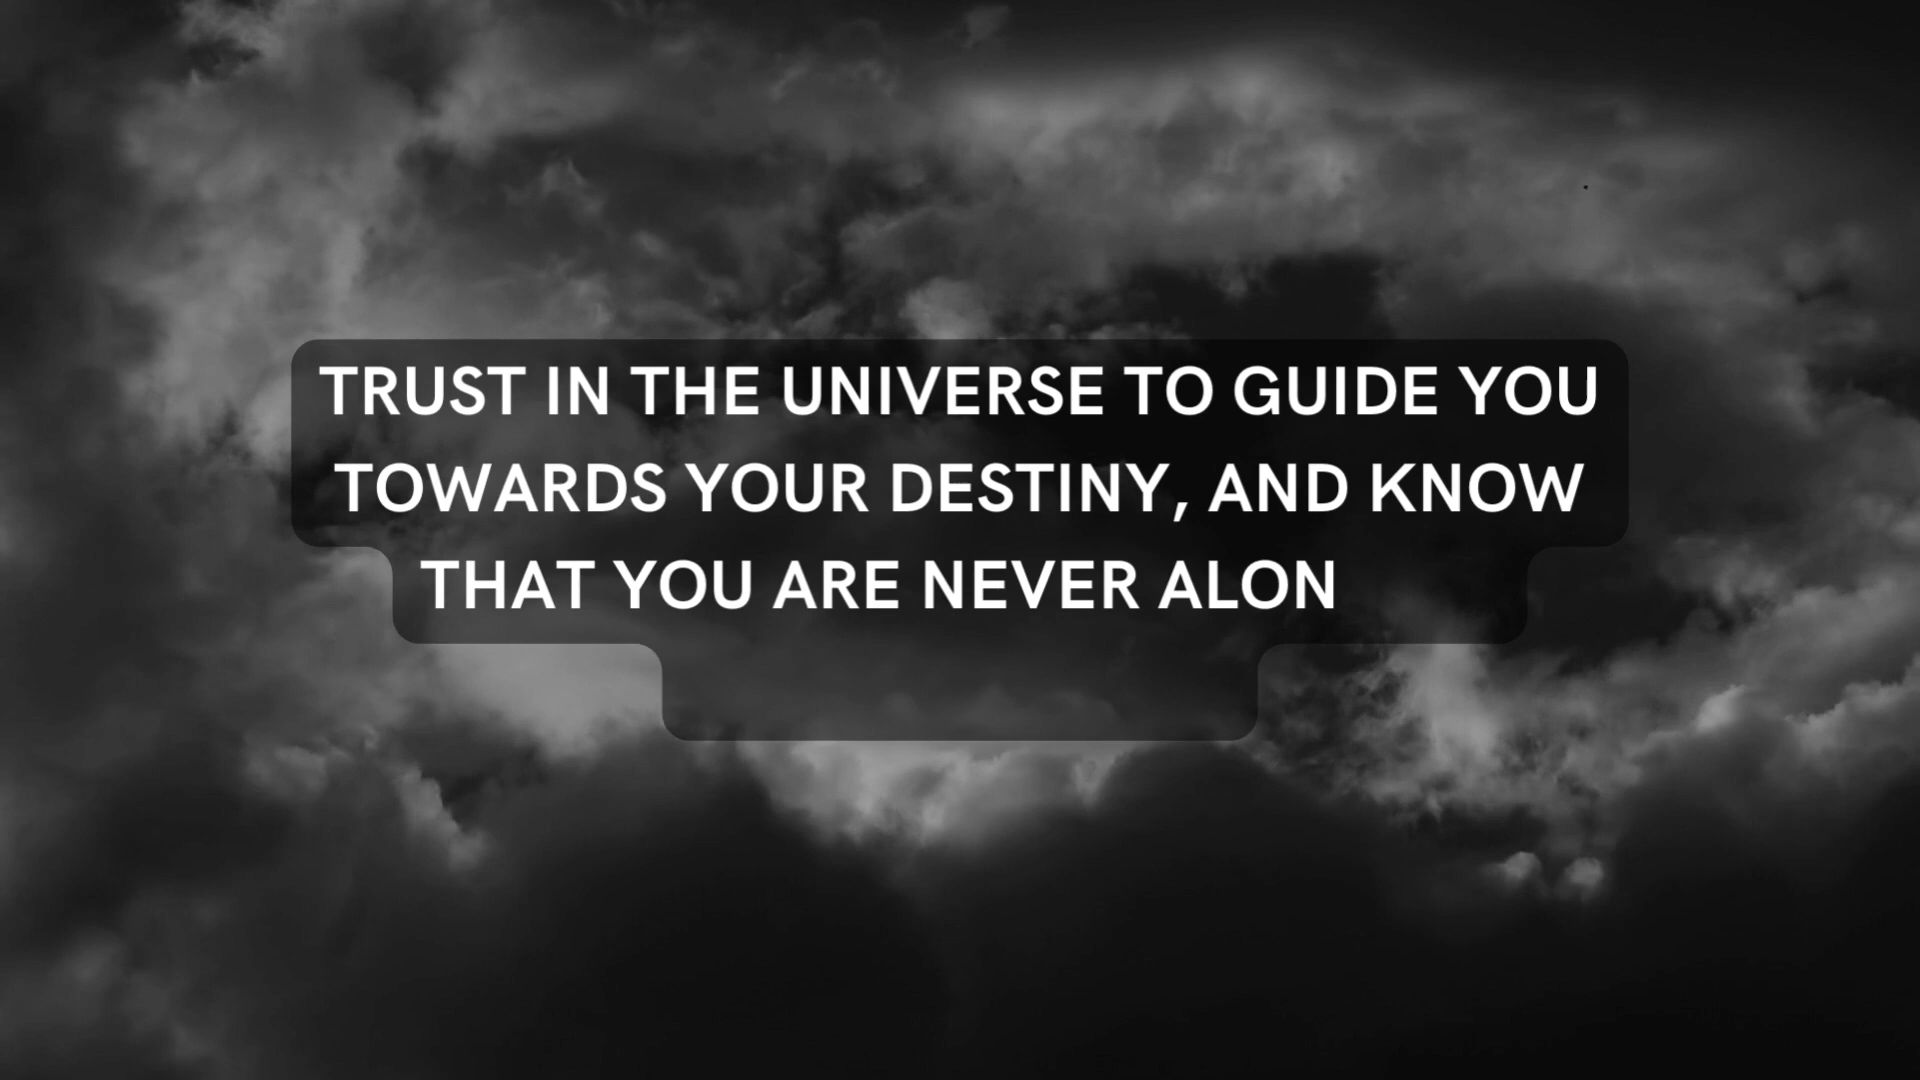 TRUST IN THE UNIVERSE TO GUIDE YOU
TOWARDS YOUR DESTINY, AND KNOW
THAT YOU ARE NEVER ALON